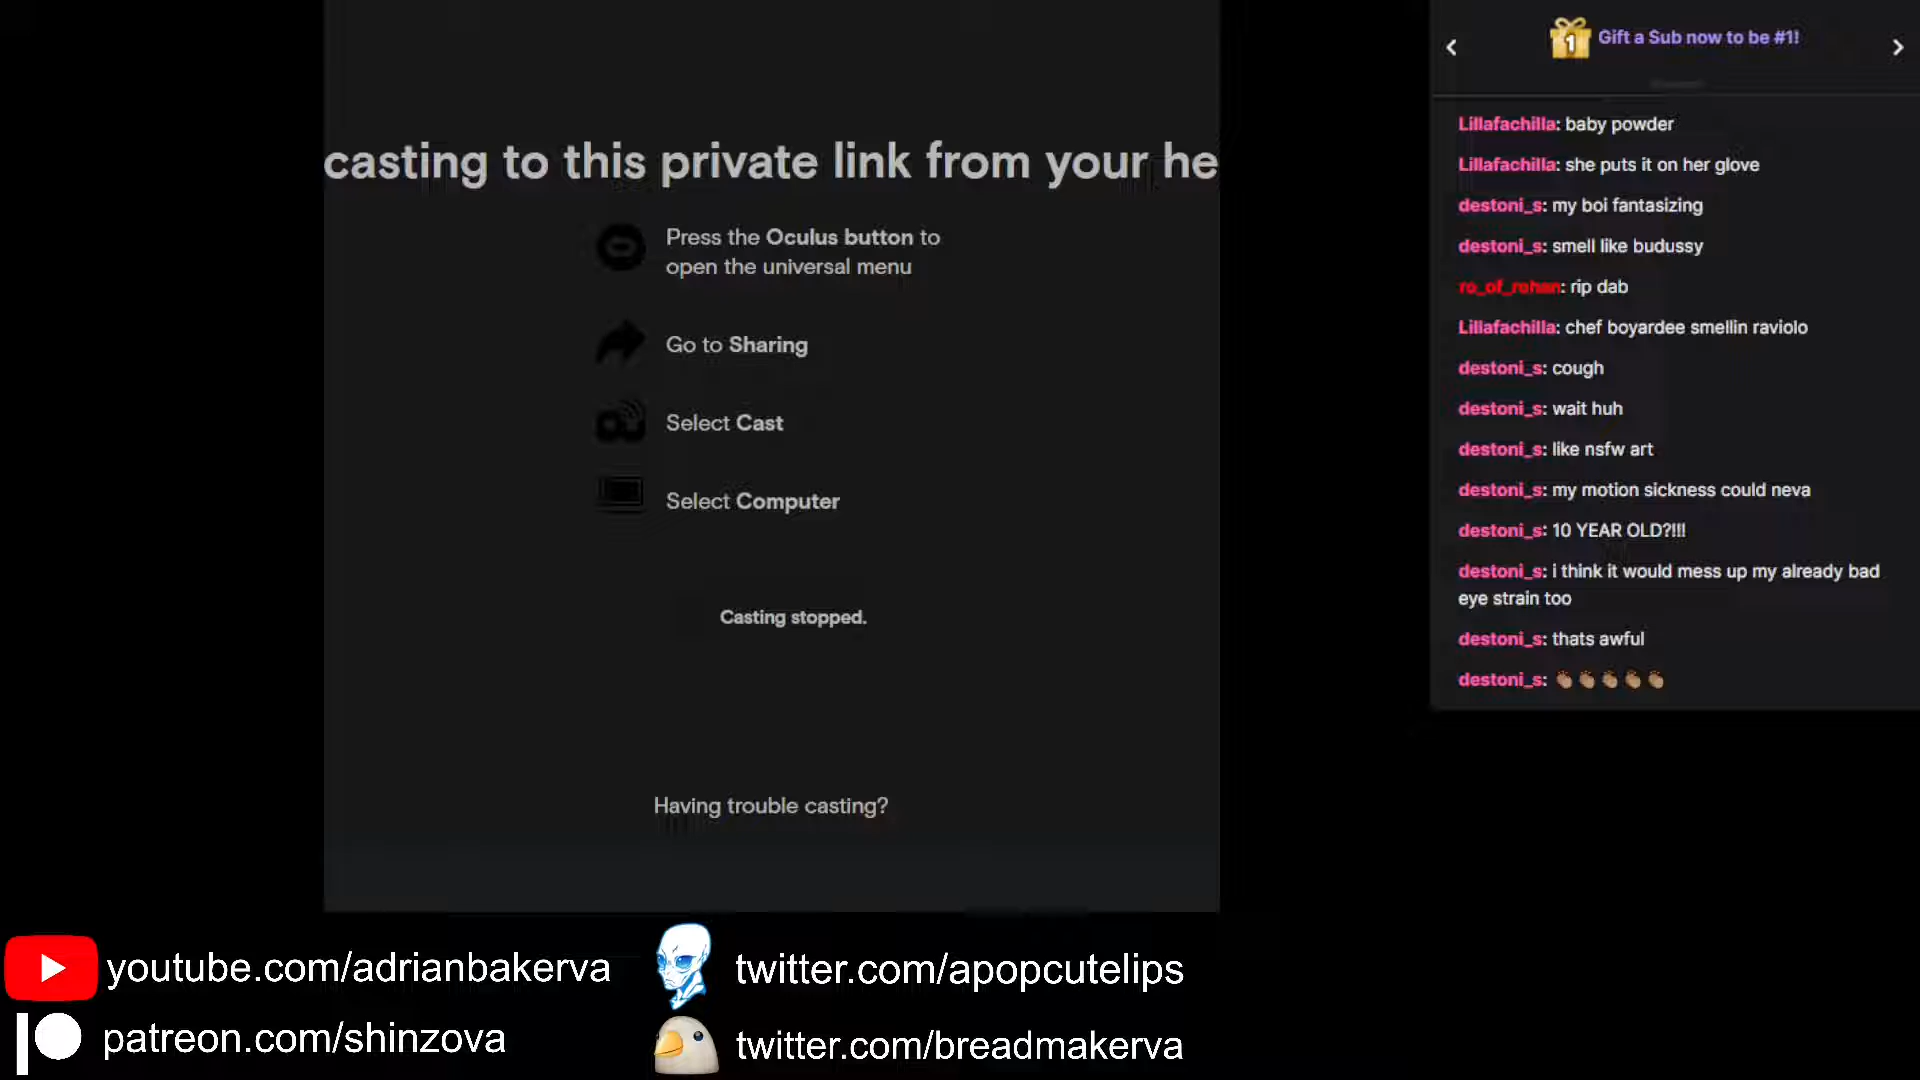 casting to this private link from your he
Press the Oculus button to
open the universal menu
Go to Sharing
Select Cast
Select Computer
Casting stopped.
Having trouble casting?
1
Gift a Sub now to be #1!
Lillafachilla: baby powder
Lillafachilla: she puts it on her glove
destoni_s: my boi fantasizing
destoni_s: smell like budussy
ro_of_rohan: rip dab
Lillafachilla: chef boyardee smellin raviolo
destoni_s: cough
destoni_s: wait huh
destoni_s: like nsfw art
destoni_s: my motion sickness could neva
destoni_s: 10 YEAR OLD?!!!
destoni_s: i think it would mess up my already bad
eye strain too
destoni_s: thats awful
destoni_s: 👏🏽👏🏽👏🏽👏🏽👏🏽
youtube.com/adrianbakerva
twitter.com/apopcutelips
patreon.com/shinzova
twitter.com/breadmakerva